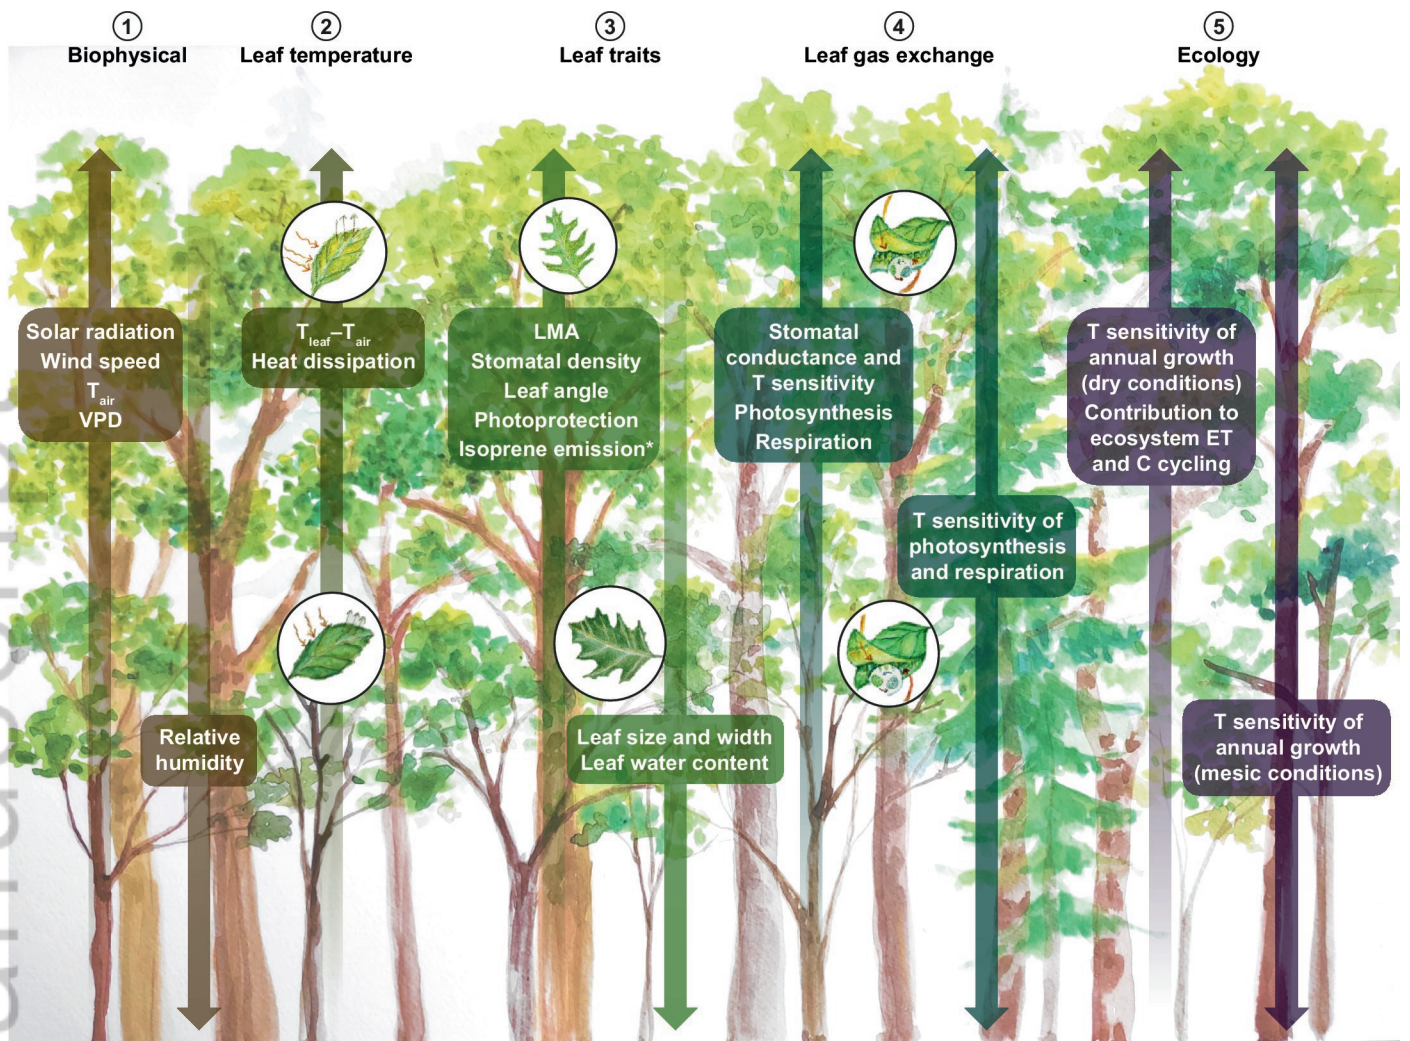 1
Biophysical
2
Leaf temperature
3
Leaf traits
4
Leaf gas exchange
5
Ecology
Solar radiation
Wind speed
Tair
VPD
Relative
humidity
Tleaf–Tair
Heat dissipation
LMA
Stomatal density
Leaf angle
Photoprotection
Isoprene emission*
Leaf size and width
Leaf water content
Stomatal
conductance and
T sensitivity
Photosynthesis
Respiration
T sensitivity of
photosynthesis
and respiration
T sensitivity of
annual growth
(dry conditions)
Contribution to
ecosystem ET
and C cycling
T sensitivity of
annual growth
(mesic conditions)